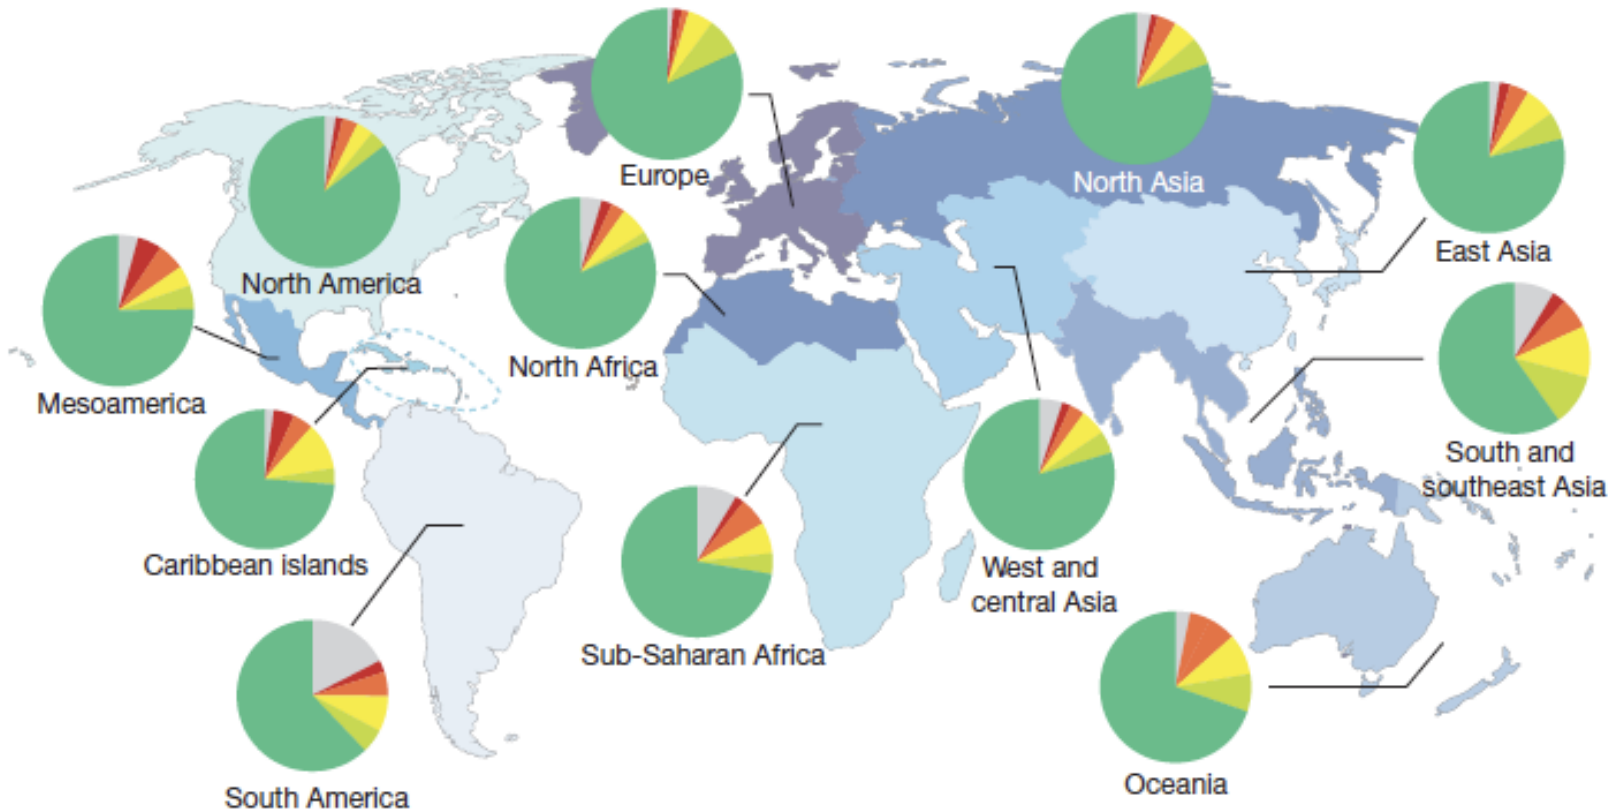 Europe
North Asia
North America
East Asia
North Africa
Mesoamerica
South and
southeast Asia
Caribbean islands
West and
central Asia
Sub-Saharan Africa
Oceania
South America